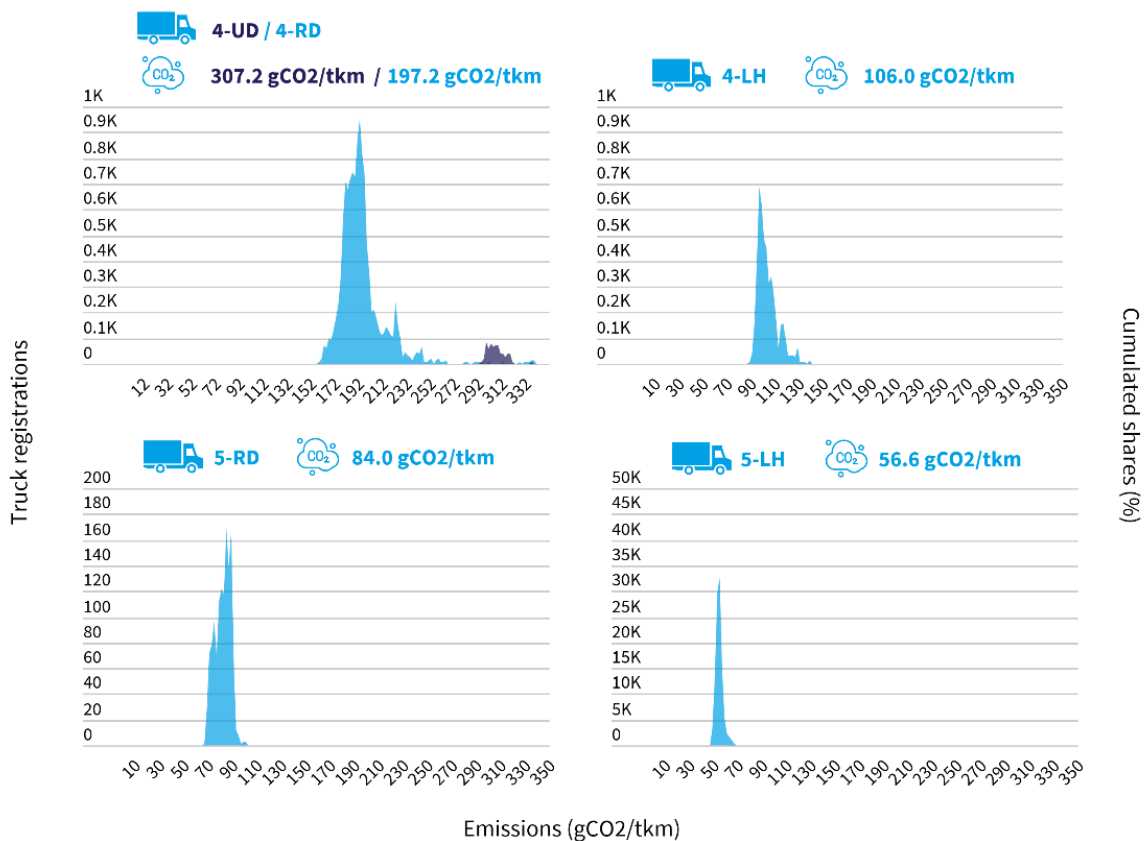 4-UD / 4-RD
307.2 gCO2/tkm / 197.2 gCO2/tkm
CO₂
1K
0.9K
0.8K
0.7K
0.6K
0.5K
0.4K
0.3K
0.2K
0.1K
0
12 32 52 72 92 112 132 152 172 192 212 232 252 272 292 312 332
4-LH
CO₂
106.0 gCO2/tkm
1K
0.9K
0.8K
0.7K
0.6K
0.5K
0.4K
0.3K
0.2K
0.1K
0
10 30 50 70 90 110 130 150 170 190 210 230 250 270 290 310 330 350
Truck registrations
Cumulated shares (%)
5-RD
CO₂
84.0 gCO2/tkm
200
180
160
140
120
100
80
60
40
20
0
10 30 50 70 90 110 130 150 170 190 210 230 250 270 290 310 330 350
5-LH
CO₂
56.6 gCO2/tkm
50K
45K
40K
35K
30K
25K
20K
15K
10K
5K
0
10 30 50 70 90 110 130 150 170 190 210 230 250 270 290 310 330 350
Emissions (gCO2/tkm)